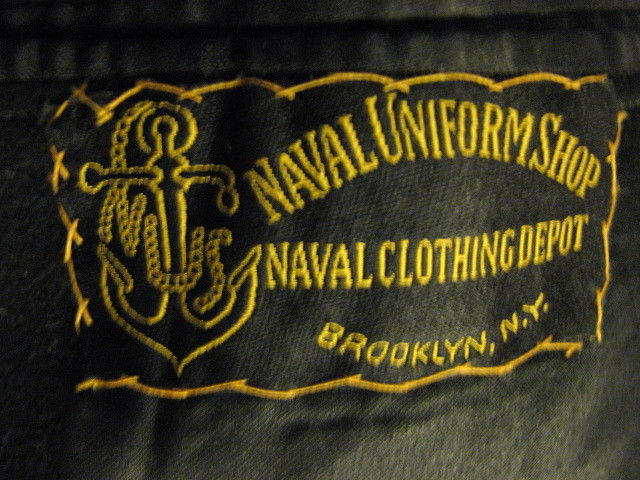 NAVAL UNIFORM SHOP
NAVAL CLOTHING DEPOT
BROOKLYN, N.Y.